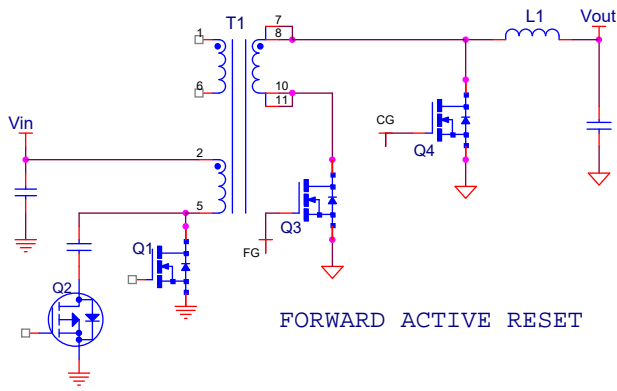 T1
L1
Vout
1
7
8
6
10
11
Vin
CG
Q4
2
5
Q3
Q1
FG
Q2
FORWARD ACTIVE RESET